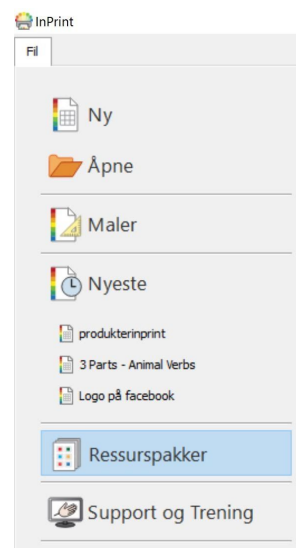 InPrint
Fil
Ny
Åpne
Maler
Nyeste
produkterinprint
3 Parts - Animal Verbs
Logo på facebook
Ressurspakker
Support og Trening